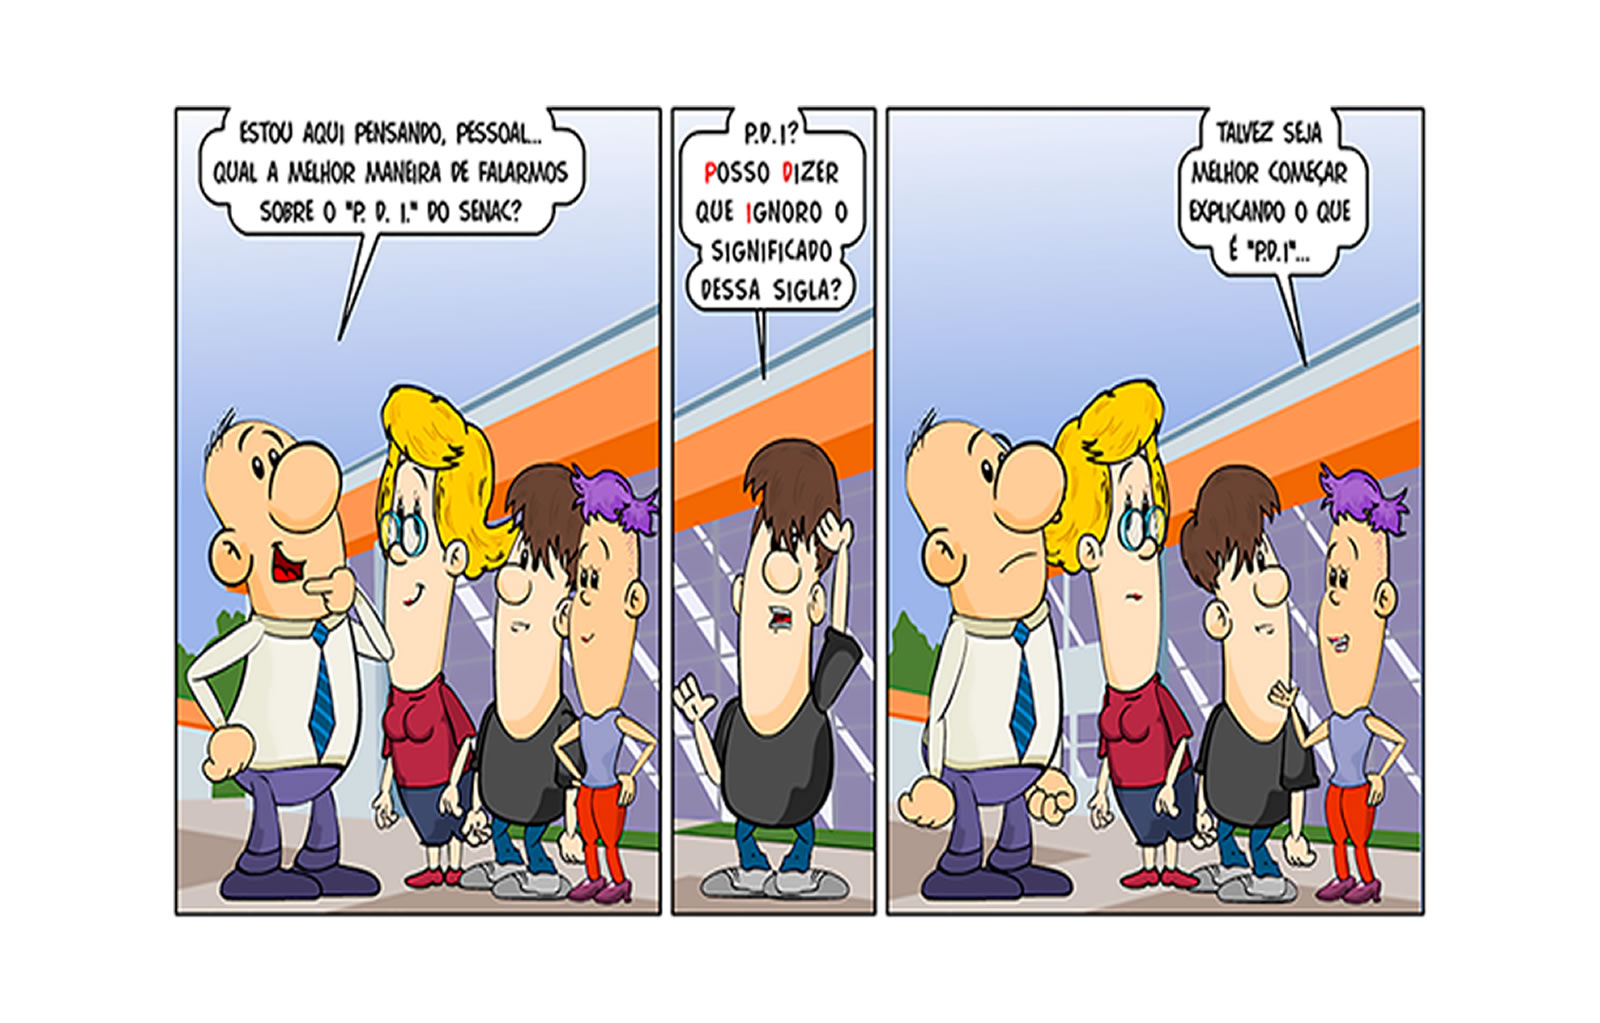 ESTOU AQUI PENSANDO, PESSOAL...
QUAL A MELHOR MANEIRA DE FALARMOS
SOBRE O "P. D. I." DO SENAC?
P.D.I?
POSSO DIZER
QUE IGNORO O
SIGNIFICADO
DESSA SIGLA?
TALVEZ SEJA
MELHOR COMEÇAR
EXPLICANDO O QUE
É "P.D.I"...